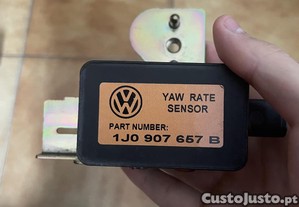 YAW RATE
SENSOR
PART NUMBER:
1J0 907 657 B
CustoJusto.pt